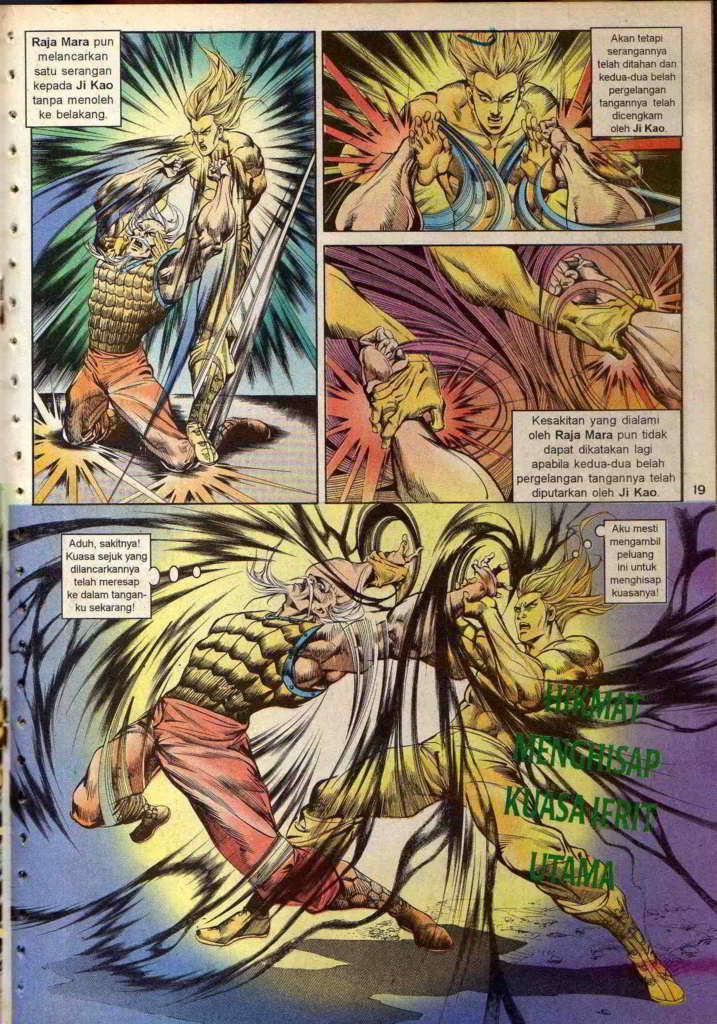 Raja Mara pun
melancarkan
satu serangan
kepada Ji Kao
tanpa menoleh
ke belakang.
Akan tetapi
serangannya
telah ditahan dan
kedua-dua belah
pergelangan
tangannya telah
dicengkam
oleh Ji Kao.
Kesakitan yang dialami
oleh Raja Mara pun tidak
dapat dikatakan lagi
apabila kedua-dua belah
pergelangan tangannya telah
diputarkan oleh Ji Kao.
19
Aduh, sakitnya!
Kuasa sejuk yang
dilancarkannya
telah meresap
ke dalam tangan-
ku sekarang!
Aku mesti
mengambil
peluang
ini untuk
menghisap
kuasanya!
HIKMAT
MENGHISAP
KUASA IFRIT
UTAMA